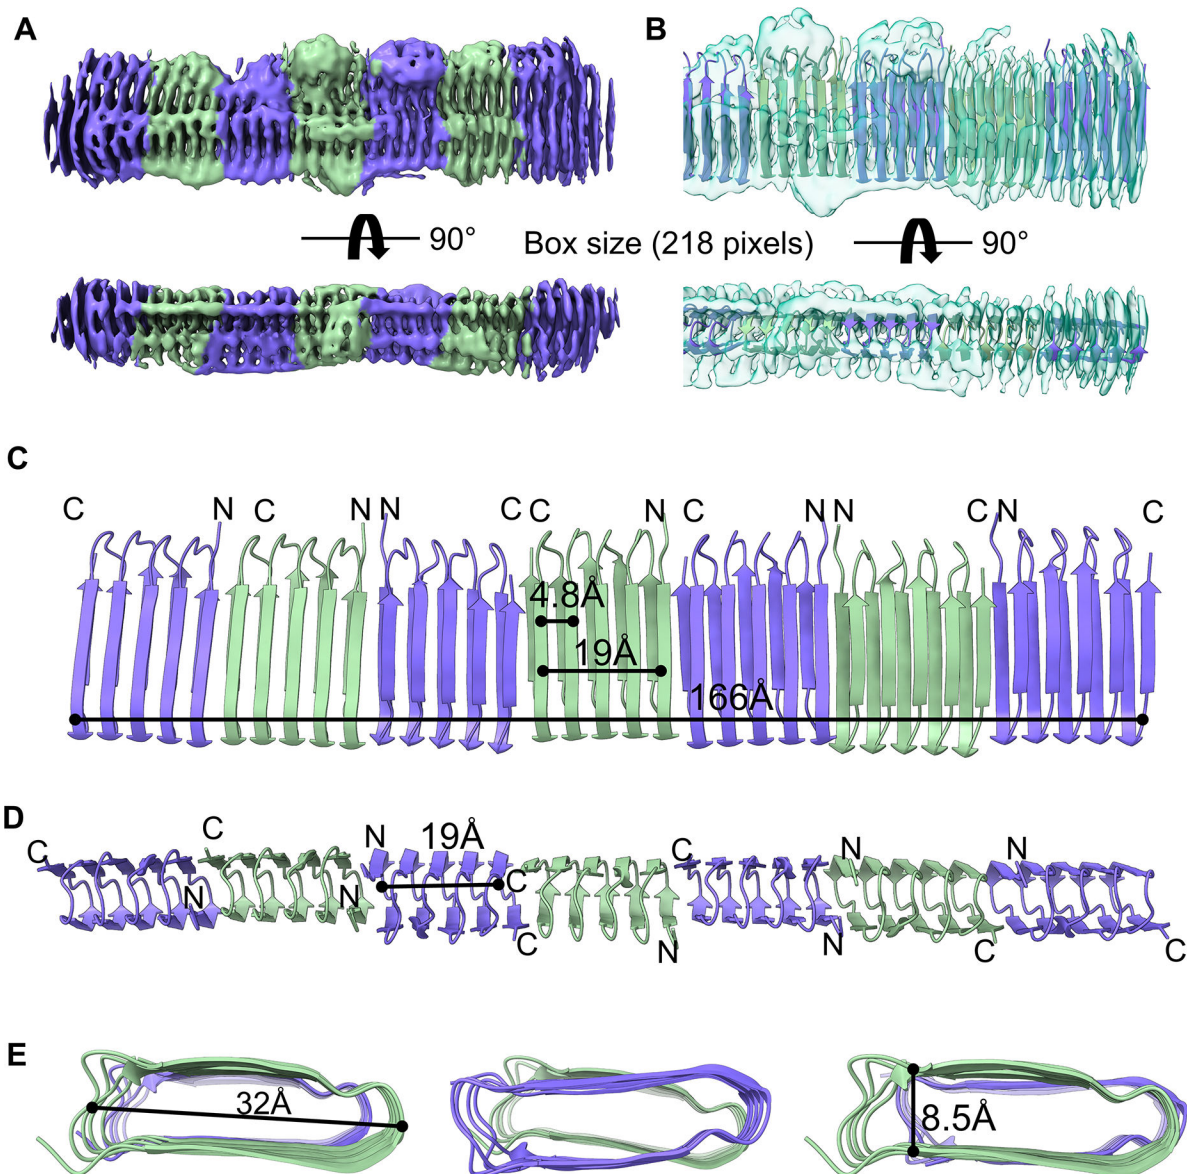 A
B
90°
Box size (218 pixels)
90°
C
C N C N N C C N C N N C N C
4.8Å
19Å
166Å
D
C C N N N 19Å C C C N N N C N C
E
32Å
8.5Å